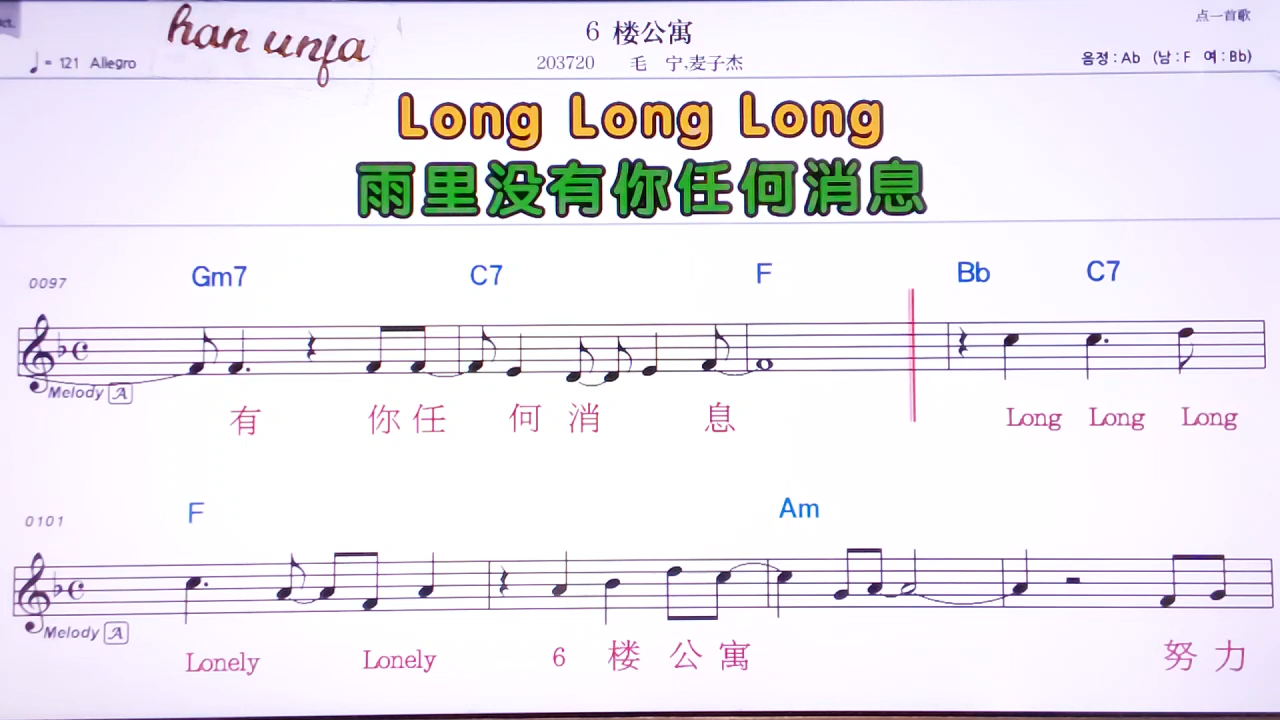 han unja
6 楼公寓
点一首歌
♩= 121 Allegro
203720 毛 宁,麦子杰
음정 : Ab (남 : F 여 : Bb)
Long Long Long
雨里没有你任何消息
0097 Gm7 C7 F Bb C7
Melody A
有 你 任 何 消 息 Long Long Long
0101 F Am
Melody A
Lonely Lonely 6 楼 公 寓 努 力